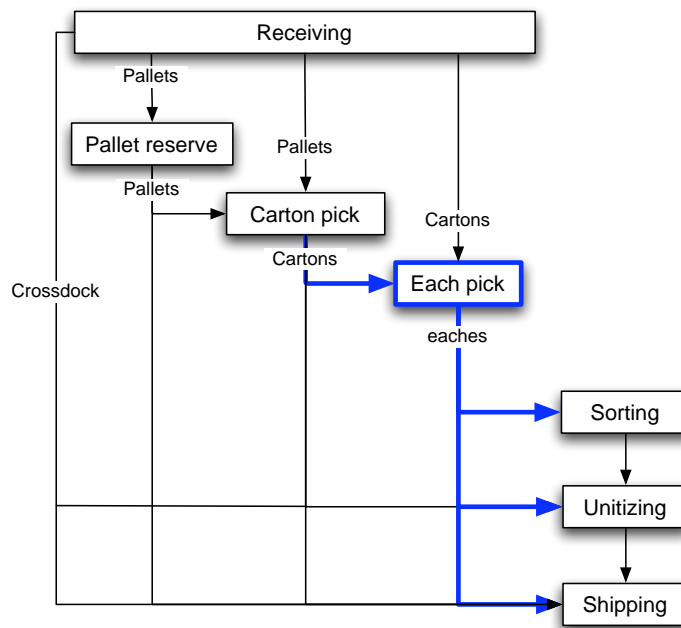 Receiving
Pallets
Pallet reserve
Pallets
Pallets
Carton pick
Cartons
Cartons
Each pick
Crossdock
eaches
Sorting
Unitizing
Shipping